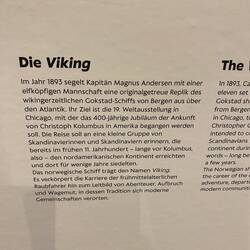 Die Viking
Im Jahr 1893 segelt Kapitän Magnus Andersen mit einer
elfköpfigen Mannschaft eine originalgetreue Replik des
wikingerzeitlichen Gokstad-Schiffs von Bergen aus über
den Atlantik. Ihr Ziel ist die 19. Weltausstellung in
Chicago, mit der das 400-jährige Jubiläum der Ankunft
von Christoph Kolumbus in Amerika begangen werden
soll. Die Reise soll an eine kleine Gruppe von
Skandinavierinnen und Skandinaviern erinnern, die
bereits im frühen 11. Jahrhundert – lange vor Kolumbus,
also – den nordamerikanischen Kontinent erreichten
und dort für wenige Jahre siedelten.
Das norwegische Schiff trägt den Namen Viking:
Es verkörpert die Karriere der frühmittelalterlichen
Raubfahrer hin zum Leitbild von Abenteuer, Aufbruch
und Wagemut, in dessen Tradition sich moderne
Gemeinschaften verorten.
The
In 1893, Ca
eleven set
Gokstad sh
from Bergen
in Chicago, to
Christopher
intended to c
Scandinavians
continent during
words – long be
a few years.
The Norwegian sh
the career of the e
adventure, depart
modern communit